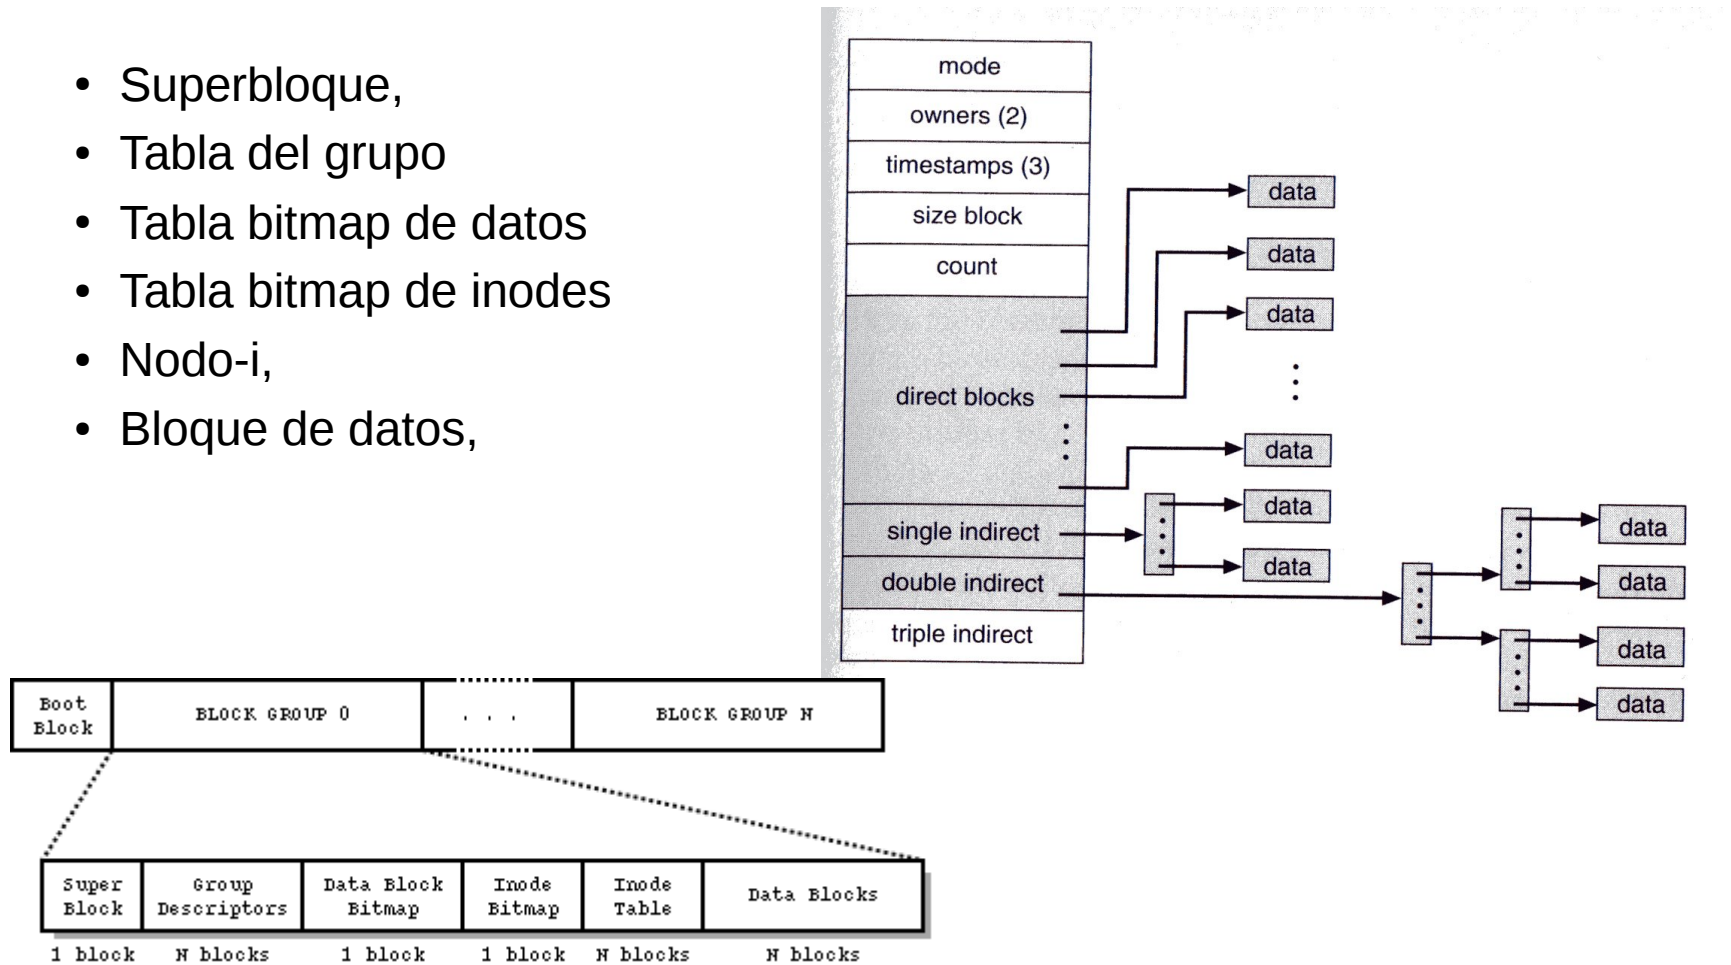 • Superbloque,
• Tabla del grupo
• Tabla bitmap de datos
• Tabla bitmap de inodes
• Nodo-i,
• Bloque de datos,
mode
owners (2)
timestamps (3)
size block
count
direct blocks
single indirect
double indirect
triple indirect
data
data
data
data
data
data
data
data
data
data
Boot
Block
BLOCK GROUP 0
. . .
BLOCK GROUP N
Super
Block
Group
Descriptors
Data Block
Bitmap
Inode
Bitmap
Inode
Table
Data Blocks
1 block
N blocks
1 block
1 block
N blocks
N blocks